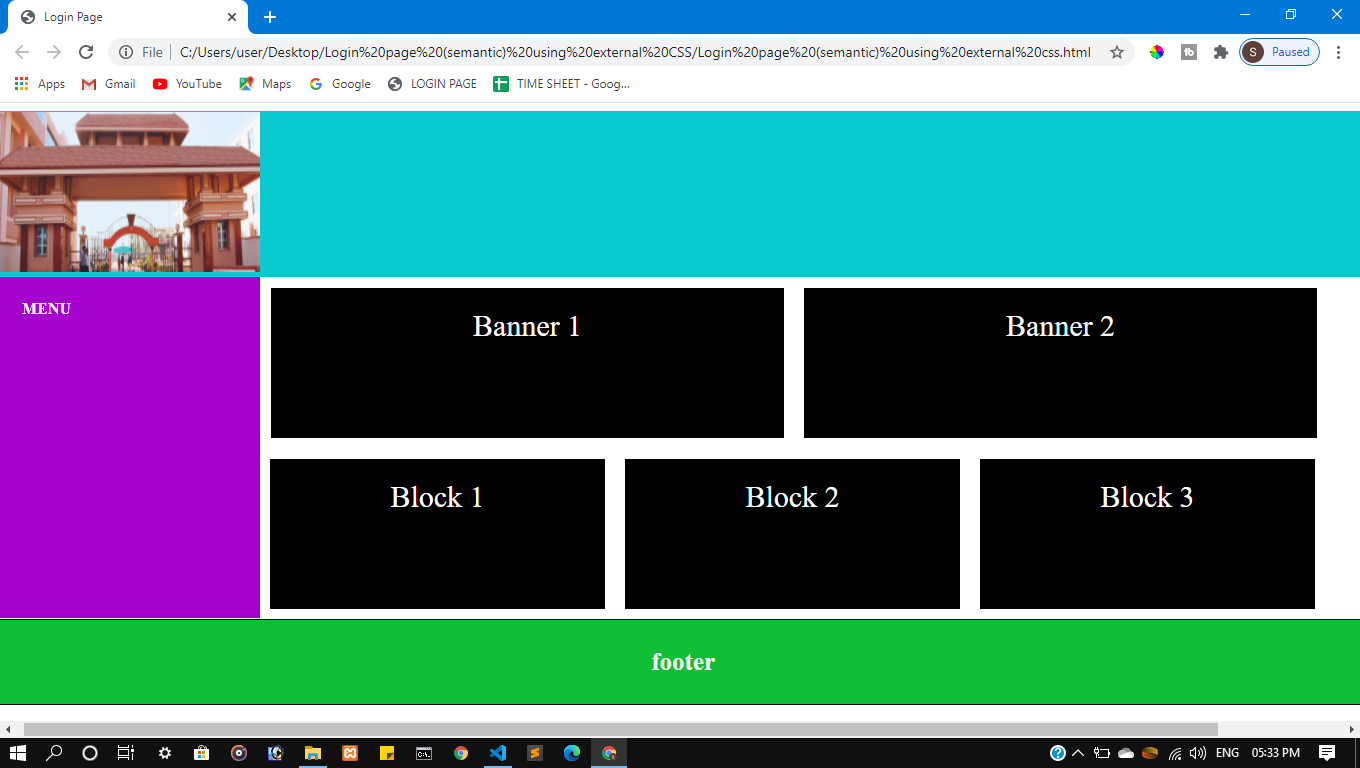 Login Page
File
C:/Users/user/Desktop/Login%20page%20(semantic)%20using%20external%20CSS/Login%20page%20(semantic)%20using%20external%20css.html
S Paused
Apps Gmail YouTube Maps Google LOGIN PAGE TIME SHEET - Goog...
MENU
Banner 1 Banner 2
Block 1 Block 2 Block 3
footer
ENG 05:33 PM